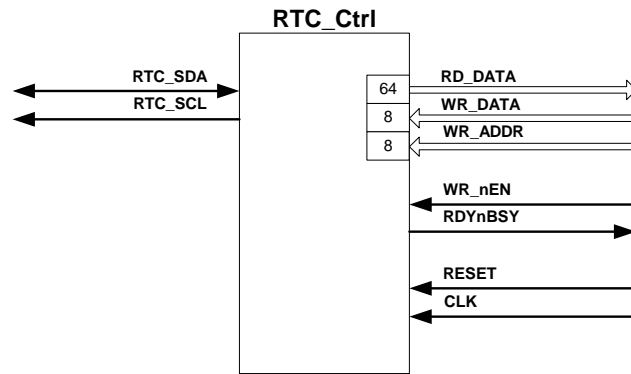 RTC_Ctrl
RTC_SDA
RTC_SCL
64
RD_DATA
8
WR_DATA
8
WR_ADDR
WR_nEN
RDYnBSY
RESET
CLK